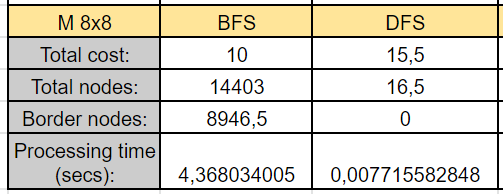 M 8x8 BFS DFS
Total cost: 10 15,5
Total nodes: 14403 16,5
Border nodes: 8946,5 0
Processing time
(secs): 4,368034005 0,007715582848